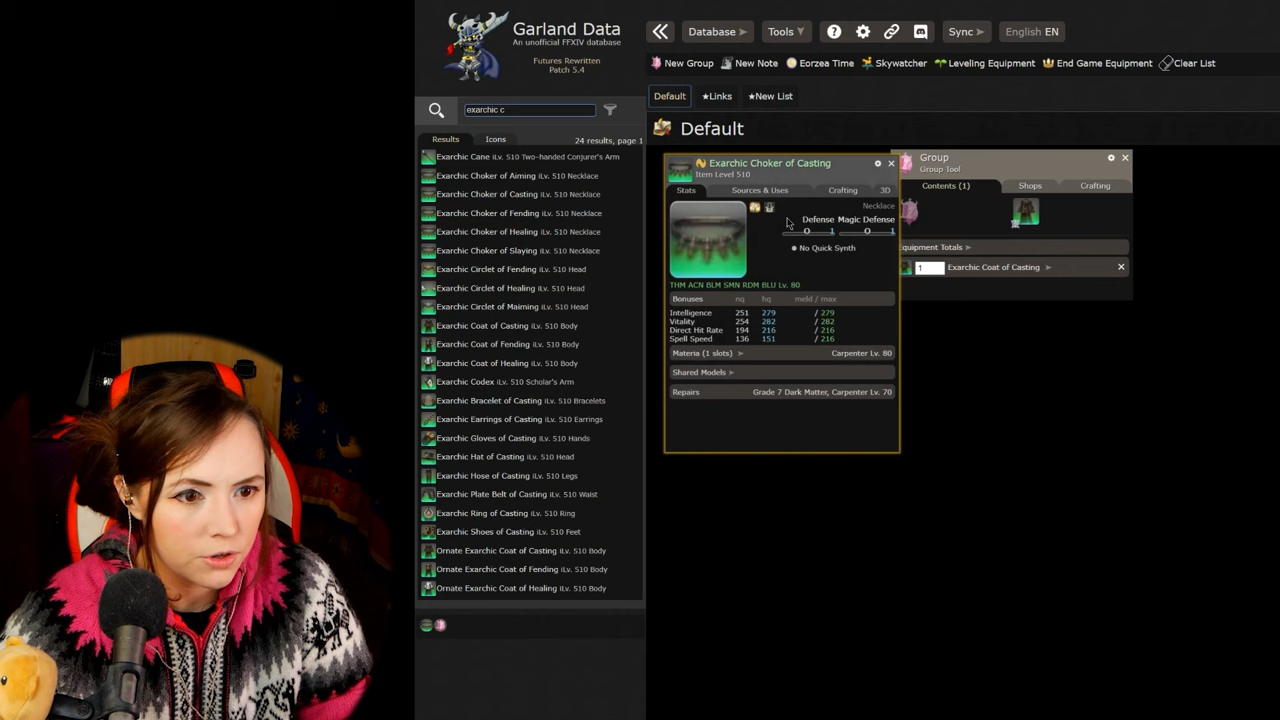 Garland Data
An unofficial FFXIV database
Futures Rewritten
Patch 5.4
Database
Tools
Sync
English EN
New Group
New Note
Eorzea Time
Skywatcher
Leveling Equipment
End Game Equipment
Clear List
Default
★Links
★New List
Default
exarchic c
Results
Icons
24 results, page 1
Exarchic Cane iLv. 510 Two-handed Conjurer's Arm
Exarchic Choker of Aiming iLv. 510 Necklace
Exarchic Choker of Casting iLv. 510 Necklace
Exarchic Choker of Fending iLv. 510 Necklace
Exarchic Choker of Healing iLv. 510 Necklace
Exarchic Choker of Slaying iLv. 510 Necklace
Exarchic Circlet of Fending iLv. 510 Head
Exarchic Circlet of Healing iLv. 510 Head
Exarchic Circlet of Maiming iLv. 510 Head
Exarchic Coat of Casting iLv. 510 Body
Exarchic Coat of Fending iLv. 510 Body
Exarchic Coat of Healing iLv. 510 Body
Exarchic Codex iLv. 510 Scholar's Arm
Exarchic Bracelet of Casting iLv. 510 Bracelets
Exarchic Earrings of Casting iLv. 510 Earrings
Exarchic Gloves of Casting iLv. 510 Hands
Exarchic Hat of Casting iLv. 510 Head
Exarchic Hose of Casting iLv. 510 Legs
Exarchic Plate Belt of Casting iLv. 510 Waist
Exarchic Ring of Casting iLv. 510 Ring
Exarchic Shoes of Casting iLv. 510 Feet
Ornate Exarchic Coat of Casting iLv. 510 Body
Ornate Exarchic Coat of Fending iLv. 510 Body
Ornate Exarchic Coat of Healing iLv. 510 Body
Exarchic Choker of Casting
Item Level 510
Stats
Sources & Uses
Crafting
3D
Necklace
Defense Magic Defense
0 1 0 1
No Quick Synth
THM ACN BLM SMN RDM BLU Lv. 80
Bonuses nq hq meld / max
Intelligence 251 279 / 279
Vitality 254 282 / 282
Direct Hit Rate 194 216 / 216
Spell Speed 136 151 / 216
Materia (1 slots) Carpenter Lv. 80
Shared Models
Repairs Grade 7 Dark Matter, Carpenter Lv. 70
Group
Group Tool
Contents (1)
Shops
Crafting
quipment Totals
1 Exarchic Coat of Casting